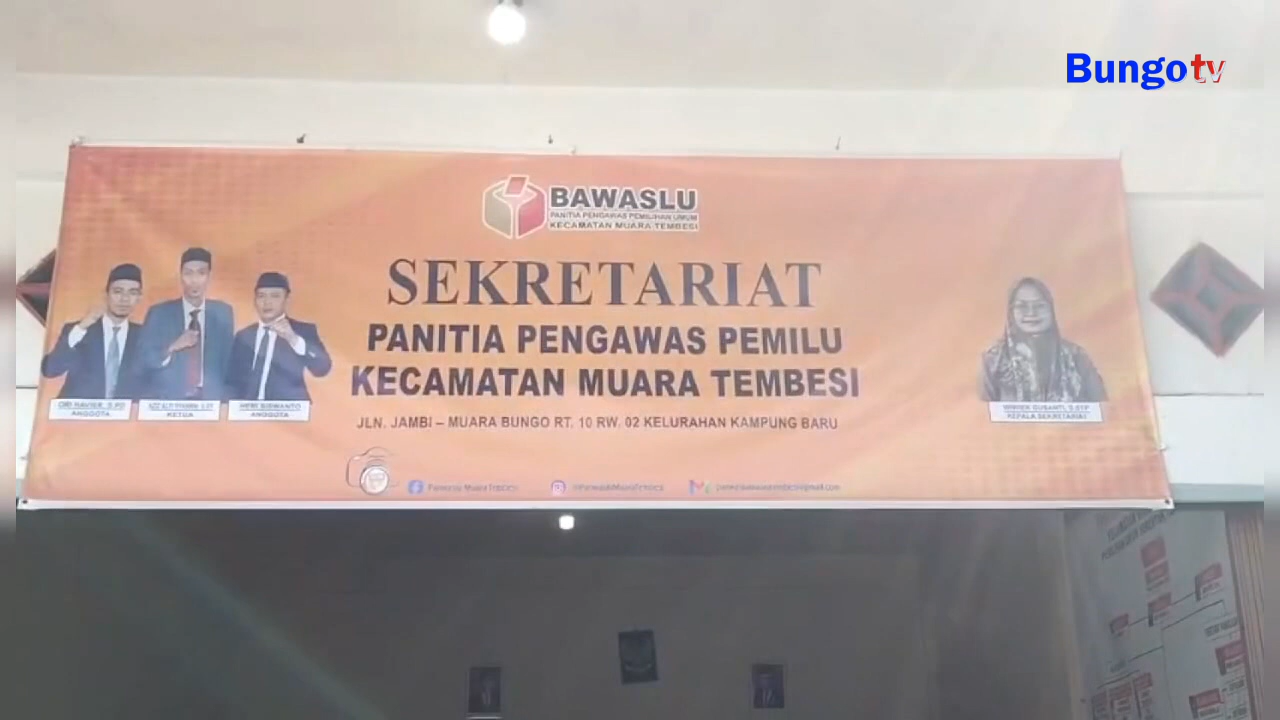 Bungotv
BAWASLU
PANITIA PENGAWAS PEMILIHAN UMUM
KECAMATAN MUARA TEMBESI
SEKRETARIAT
PANITIA PENGAWAS PEMILU
KECAMATAN MUARA TEMBESI
JLN. JAMBI – MUARA BUNGO RT. 10 RW. 02 KELURAHAN KAMPUNG BARU
ANGGOTA
KETUA
ANGGOTA
KEPALA SEKRETARIAT